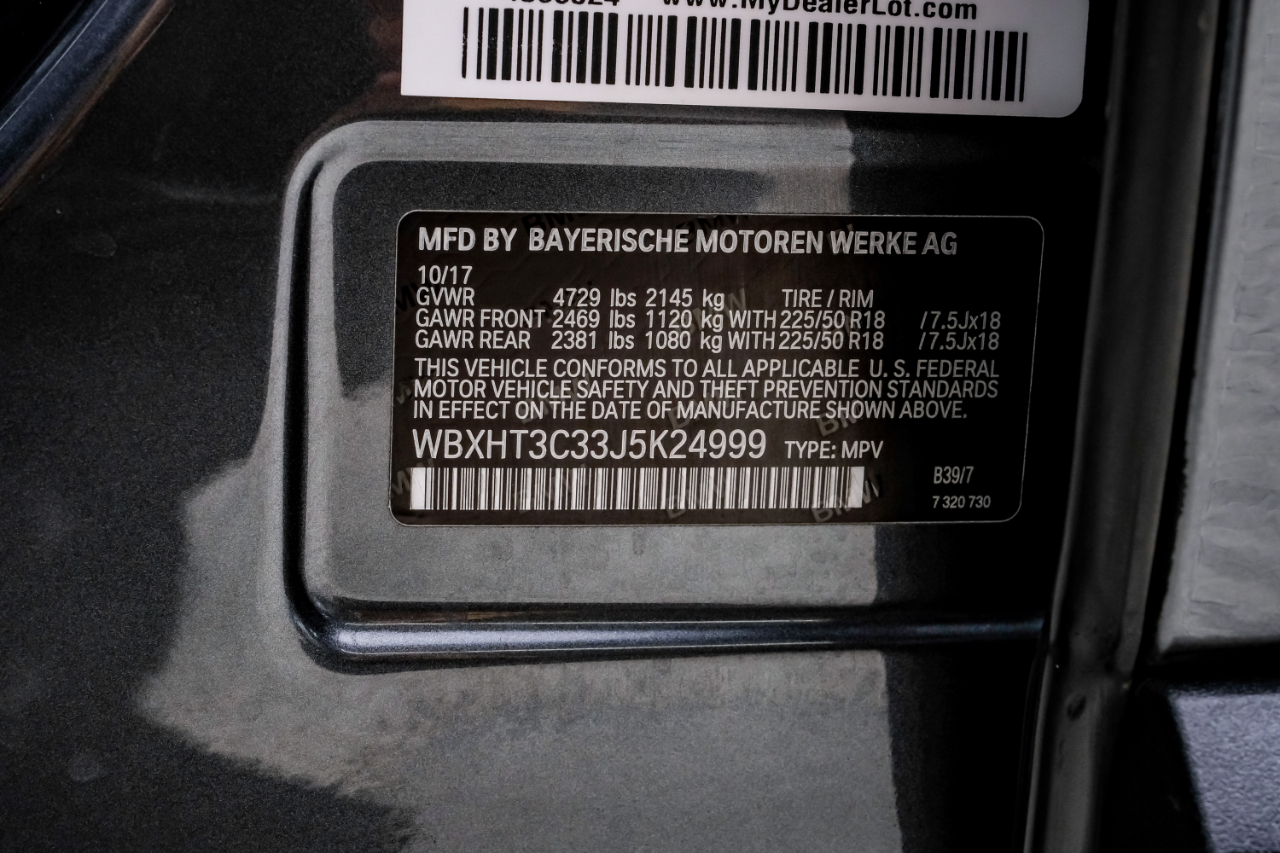 www.MyDealerLot.com
MFD BY BAYERISCHE MOTOREN WERKE AG
10/17
GVWR 4729 lbs 2145 kg TIRE / RIM
GAWR FRONT 2469 lbs 1120 kg WITH 225/50 R18 /7.5Jx18
GAWR REAR 2381 lbs 1080 kg WITH 225/50 R18 /7.5Jx18
THIS VEHICLE CONFORMS TO ALL APPLICABLE U. S. FEDERAL
MOTOR VEHICLE SAFETY AND THEFT PREVENTION STANDARDS
IN EFFECT ON THE DATE OF MANUFACTURE SHOWN ABOVE.
WBXHT3C33J5K24999 TYPE: MPV
B39/7
7 320 730